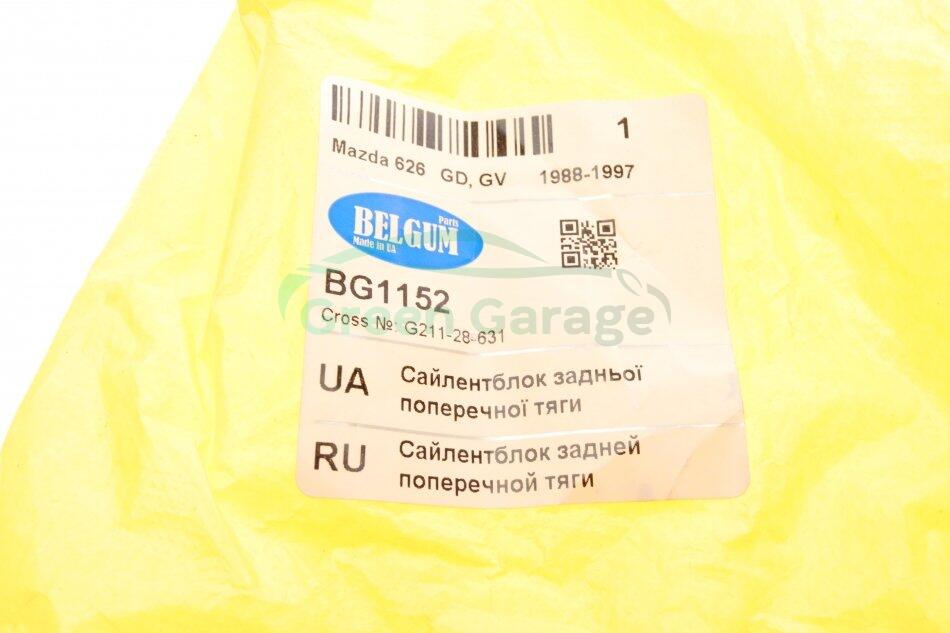 1
Mazda 626 GD, GV 1988-1997
Parts
BELGUM
Made in UA
BG1152
Cross №: G211-28-631
Green Garage
UA Сайлентблок задньої
поперечної тяги
RU Сайлентблок задней
поперечной тяги